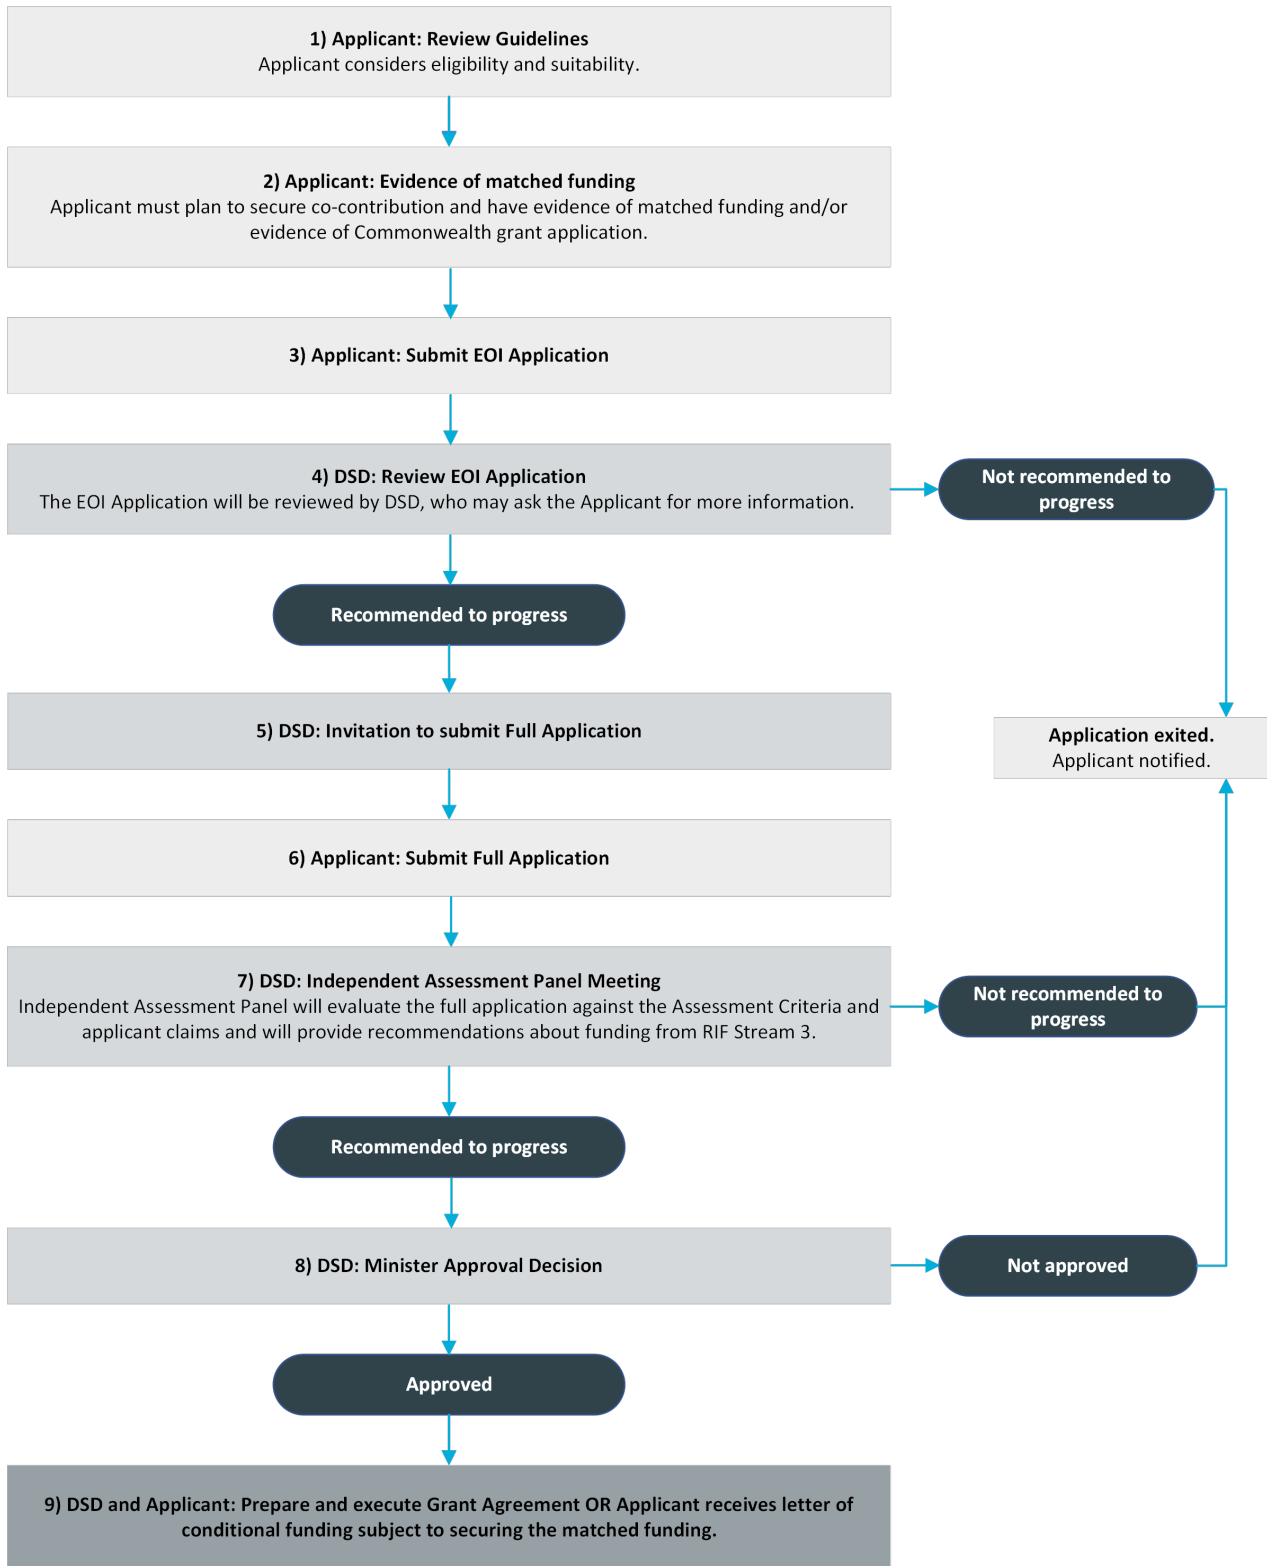 1) Applicant: Review Guidelines
Applicant considers eligibility and suitability.
2) Applicant: Evidence of matched funding
Applicant must plan to secure co-contribution and have evidence of matched funding and/or
evidence of Commonwealth grant application.
3) Applicant: Submit EOI Application
4) DSD: Review EOI Application
The EOI Application will be reviewed by DSD, who may ask the Applicant for more information.
Not recommended to
progress
Recommended to progress
5) DSD: Invitation to submit Full Application
Application exited.
Applicant notified.
6) Applicant: Submit Full Application
7) DSD: Independent Assessment Panel Meeting
Independent Assessment Panel will evaluate the full application against the Assessment Criteria and
applicant claims and will provide recommendations about funding from RIF Stream 3.
Not recommended to
progress
Recommended to progress
8) DSD: Minister Approval Decision
Not approved
Approved
9) DSD and Applicant: Prepare and execute Grant Agreement OR Applicant receives letter of
conditional funding subject to securing the matched funding.